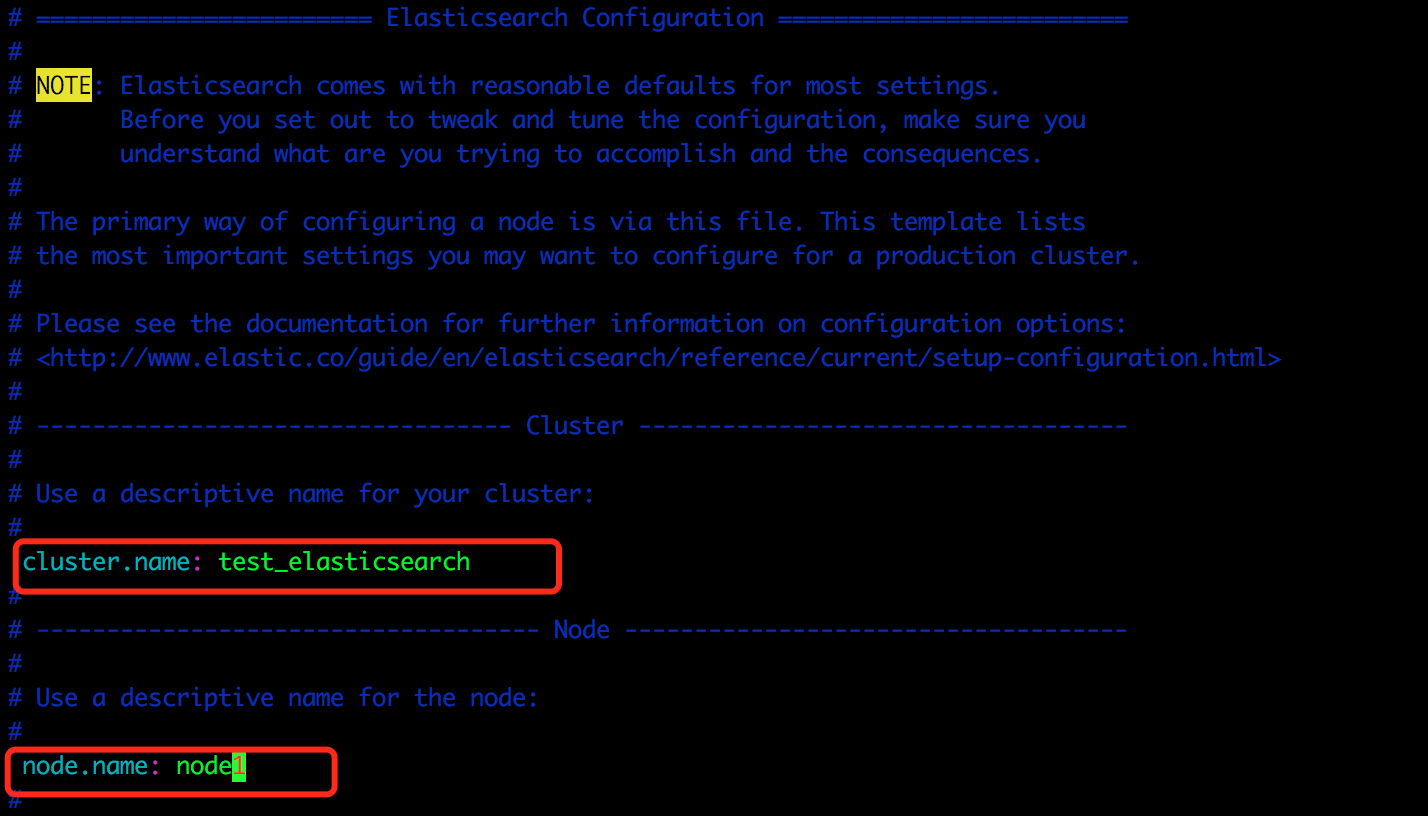 # ======================== Elasticsearch Configuration =========================
#
# NOTE: Elasticsearch comes with reasonable defaults for most settings.
#       Before you set out to tweak and tune the configuration, make sure you
#       understand what are you trying to accomplish and the consequences.
#
# The primary way of configuring a node is via this file. This template lists
# the most important settings you may want to configure for a production cluster.
#
# Please see the documentation for further information on configuration options:
# <http://www.elastic.co/guide/en/elasticsearch/reference/current/setup-configuration.html>
#
# ---------------------------------- Cluster -----------------------------------
#
# Use a descriptive name for your cluster:
#
 cluster.name: test_elasticsearch
#
# ------------------------------------ Node ------------------------------------
#
# Use a descriptive name for the node:
#
 node.name: node1
#